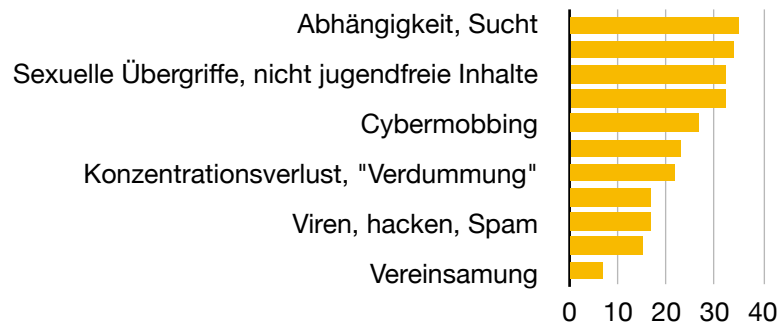 Abhängigkeit, Sucht
Sexuelle Übergriffe, nicht jugendfreie Inhalte
Cybermobbing
Konzentrationsverlust, "Verdummung"
Viren, hacken, Spam
Vereinsamung
0 10 20 30 40